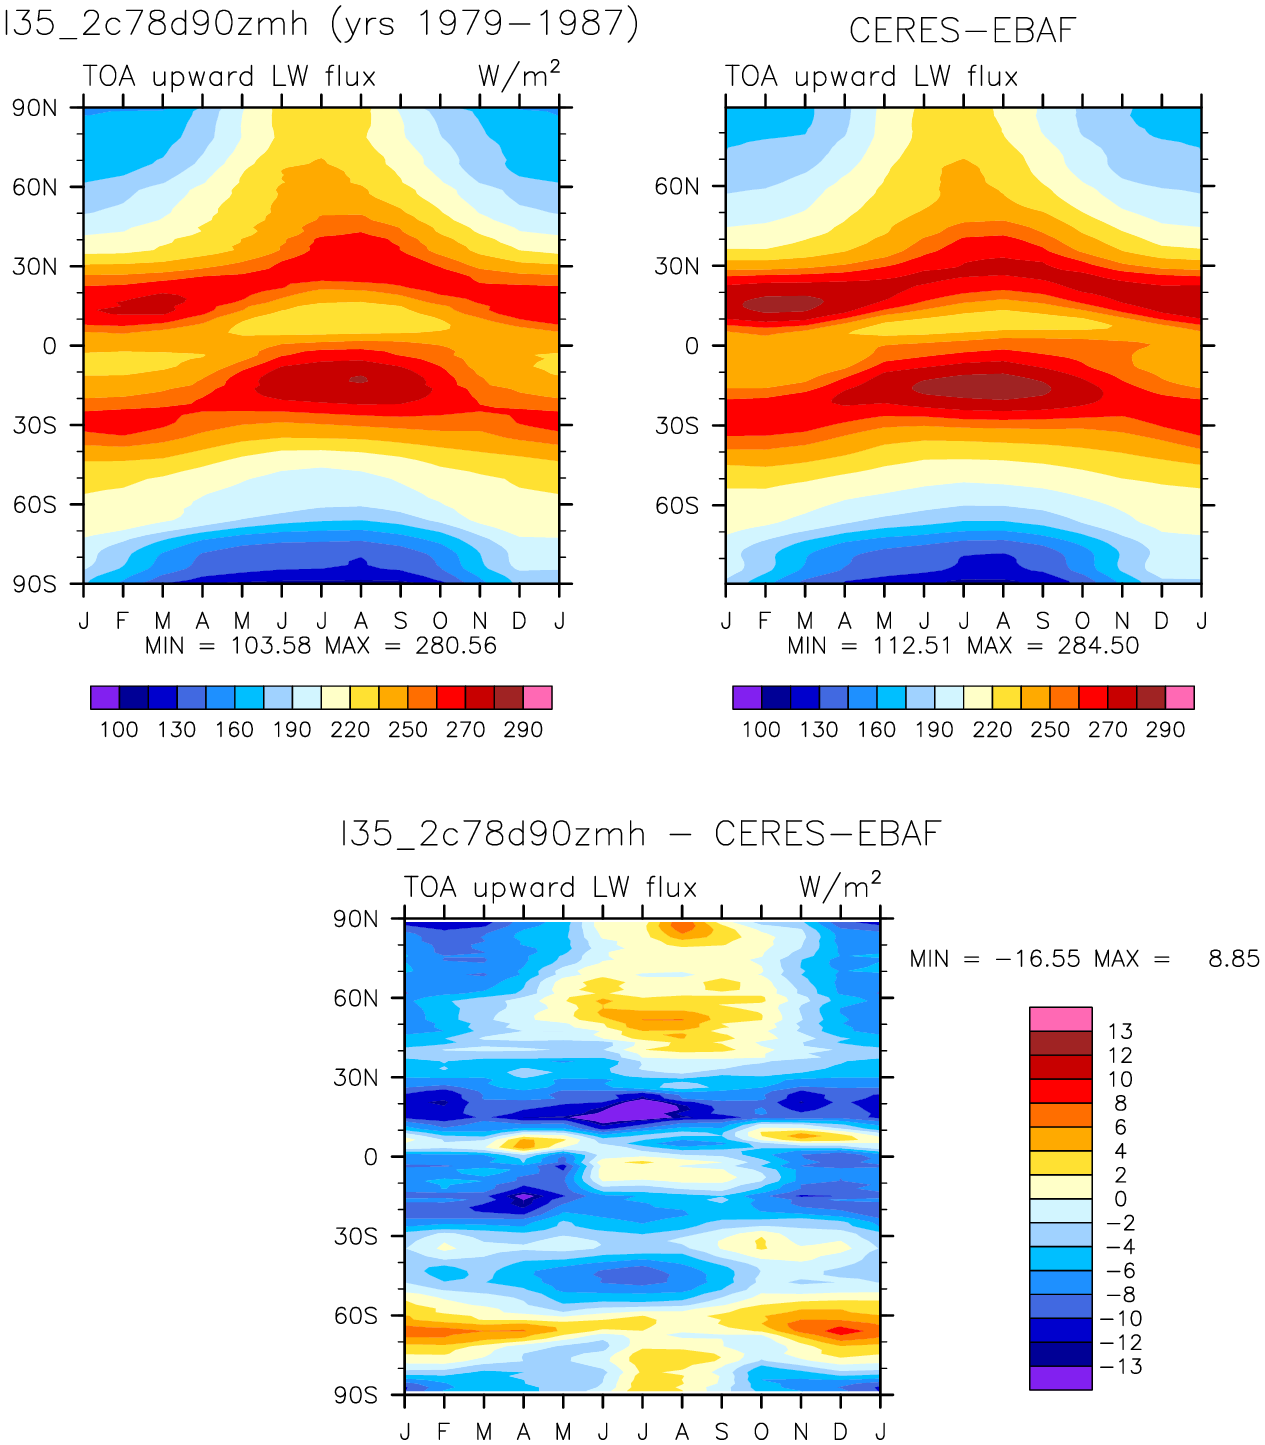 I35_2c78d90zmh (yrs 1979−1987)
TOA upward LW flux W/m2
90N
60N
30N
0
30S
60S
90S
J F M A M J J A S O N D J
MIN = 103.58 MAX = 280.56
100 130 160 190 220 250 270 290
CERES−EBAF
TOA upward LW flux
60N
30N
0
30S
60S
J F M A M J J A S O N D J
MIN = 112.51 MAX = 284.50
100 130 160 190 220 250 270 290
I35_2c78d90zmh − CERES−EBAF
TOA upward LW flux W/m2
90N
60N
30N
0
30S
60S
90S
J F M A M J J A S O N D J
MIN = −16.55 MAX = 8.85
13
12
10
8
6
4
2
0
−2
−4
−6
−8
−10
−12
−13